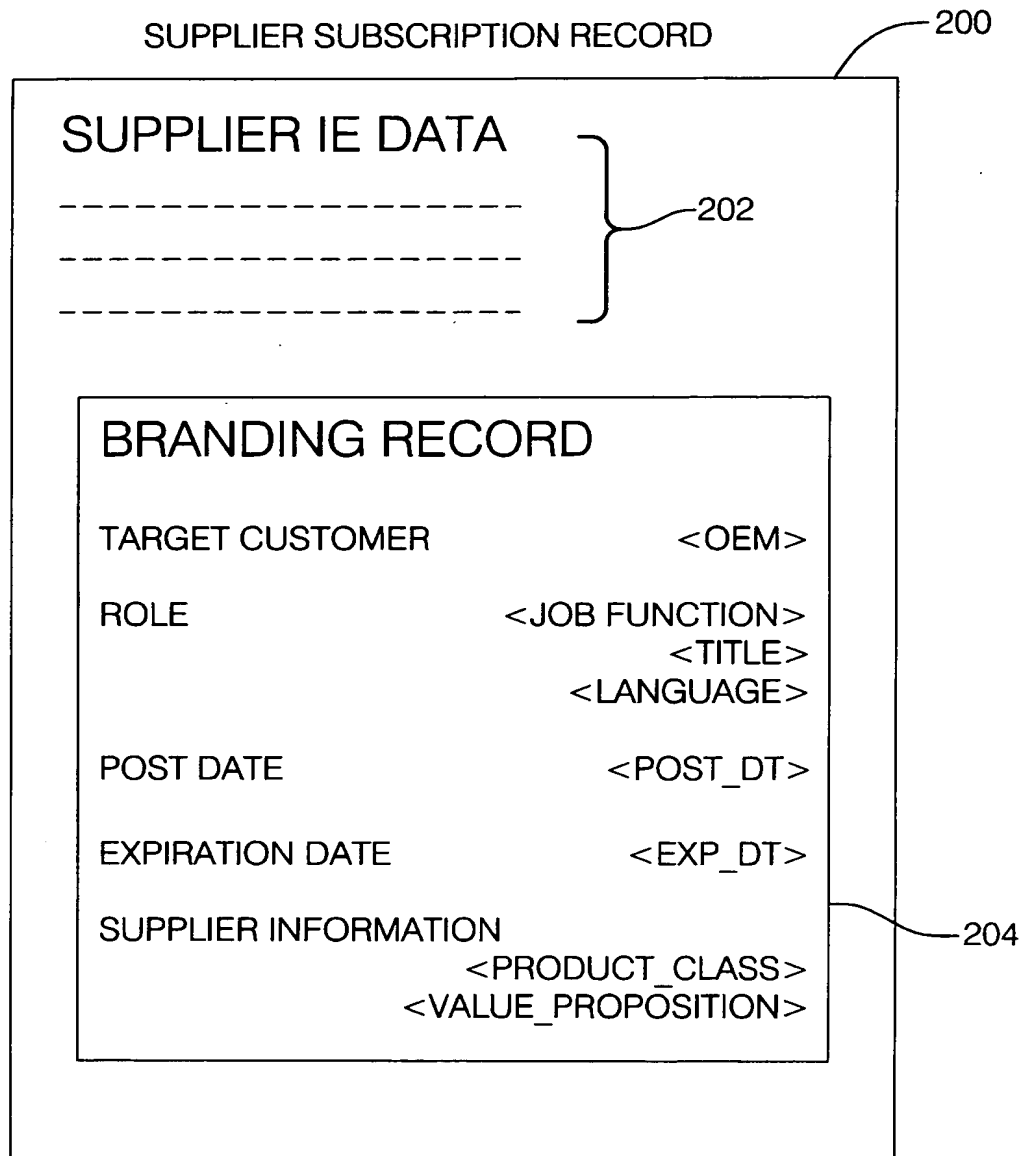 SUPPLIER SUBSCRIPTION RECORD
200
SUPPLIER IE DATA
202
BRANDING RECORD
TARGET CUSTOMER <OEM>
ROLE <JOB FUNCTION>
<TITLE>
<LANGUAGE>
POST DATE <POST_DT>
EXPIRATION DATE <EXP_DT>
SUPPLIER INFORMATION
204
<PRODUCT_CLASS>
<VALUE_PROPOSITION>